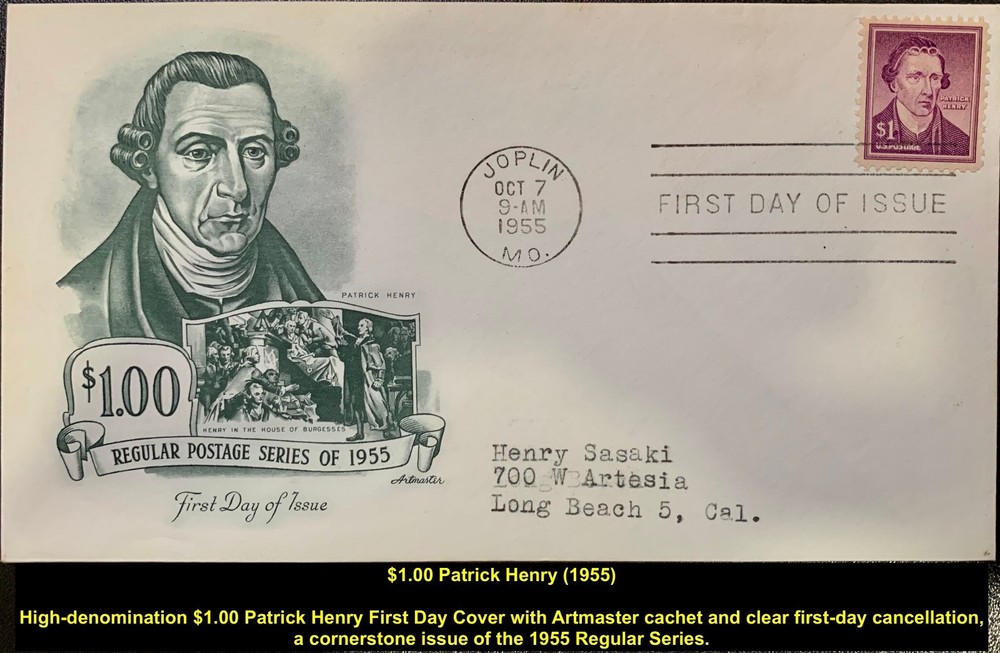 PATRICK
HENRY
$1
U.S. POSTAGE
JOPLIN
OCT 7
9-AM
1955
MO.
FIRST DAY OF ISSUE
PATRICK HENRY
$1.00
HENRY IN THE HOUSE OF BURGESSES
REGULAR POSTAGE SERIES OF 1955
Artmaster
First Day of Issue
Henry Sasaki
700 W Artesia
Long Beach 5, Cal.
$1.00 Patrick Henry (1955)
High-denomination $1.00 Patrick Henry First Day Cover with Artmaster cachet and clear first-day cancellation,
a cornerstone issue of the 1955 Regular Series.